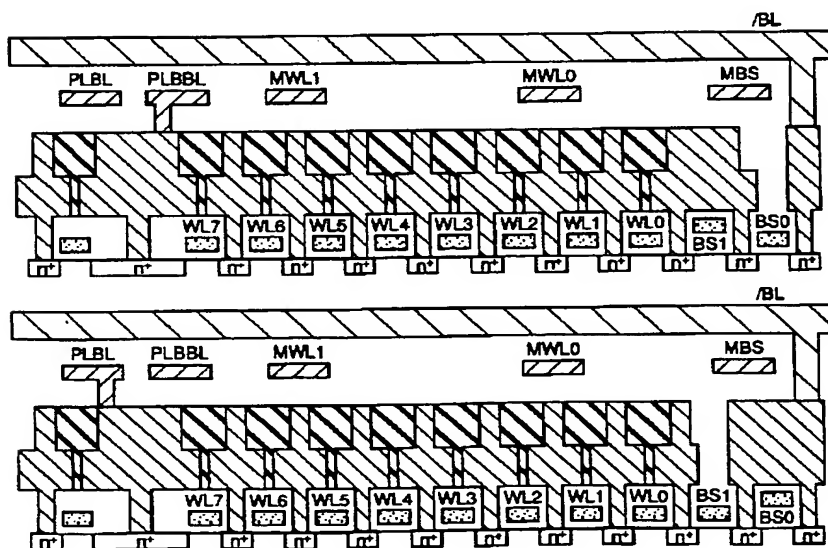 /BL
PLBL PLBBL MWL1 MWL0 MBS
WL7 WL6 WL5 WL4 WL3 WL2 WL1 WL0 BS1 BS0
n+ n+ n+ n+ n+ n+ n+ n+ n+ n+ n+
/BL
PLBL PLBBL MWL1 MWL0 MBS
WL7 WL6 WL5 WL4 WL3 WL2 WL1 WL0 BS1 BS0
n+ n+ n+ n+ n+ n+ n+ n+ n+ n+ n+